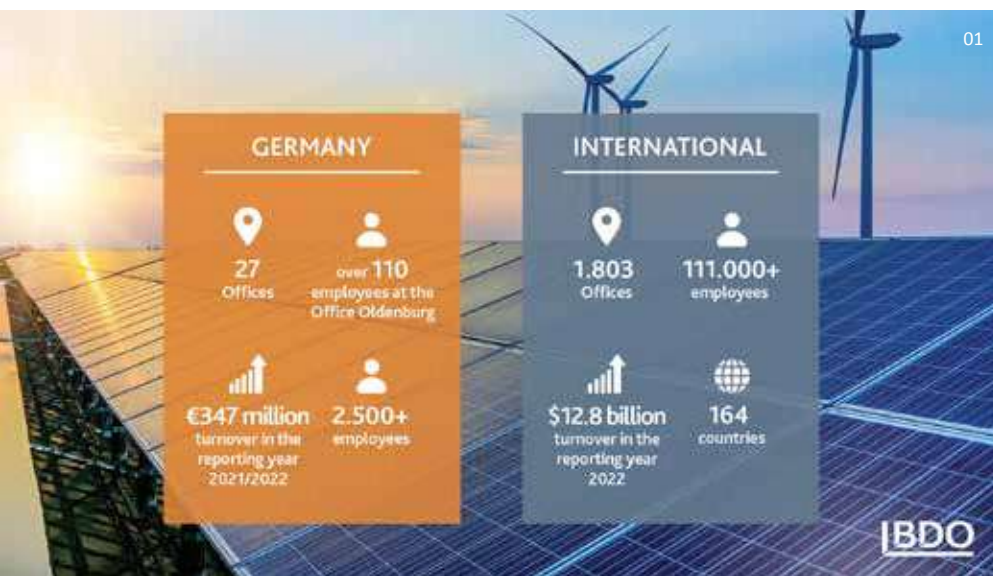 01
GERMANY
27
Offices
over 110
employees at the
Office Oldenburg
€347 million
turnover in the
reporting year
2021/2022
2.500+
employees
INTERNATIONAL
1.803
Offices
111.000+
employees
$12.8 billion
turnover in the
reporting year
2022
164
countries
BDO